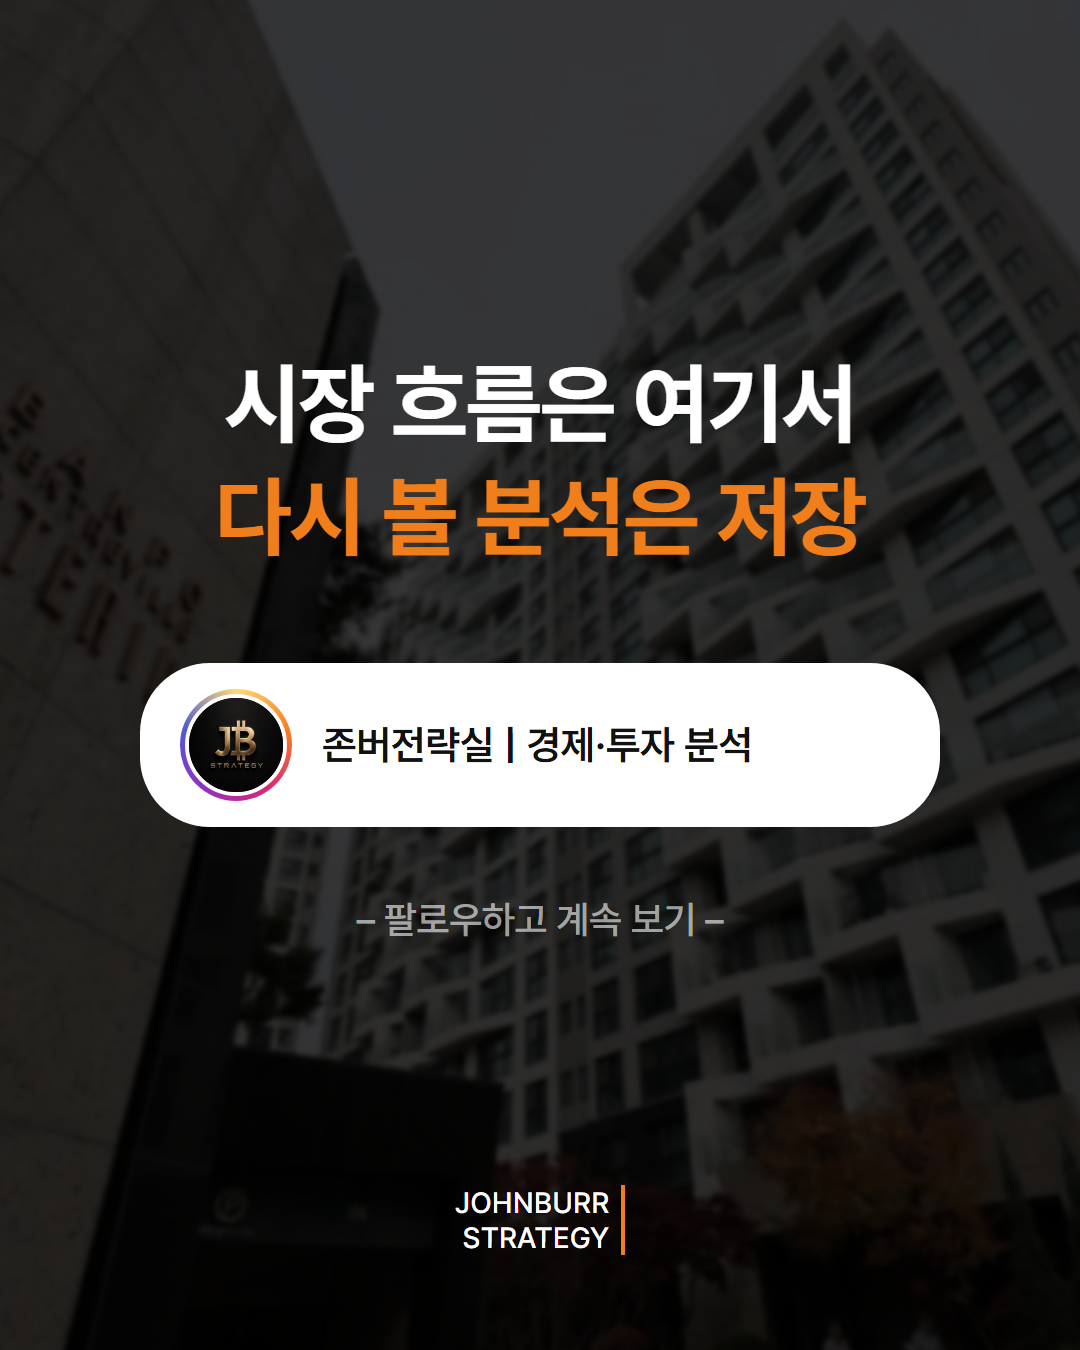 시장 흐름은 여기서
다시 볼 분석은 저장
JB
STRATEGY
존버전략실 | 경제·투자 분석
– 팔로우하고 계속 보기 –
JOHNBURR
STRATEGY